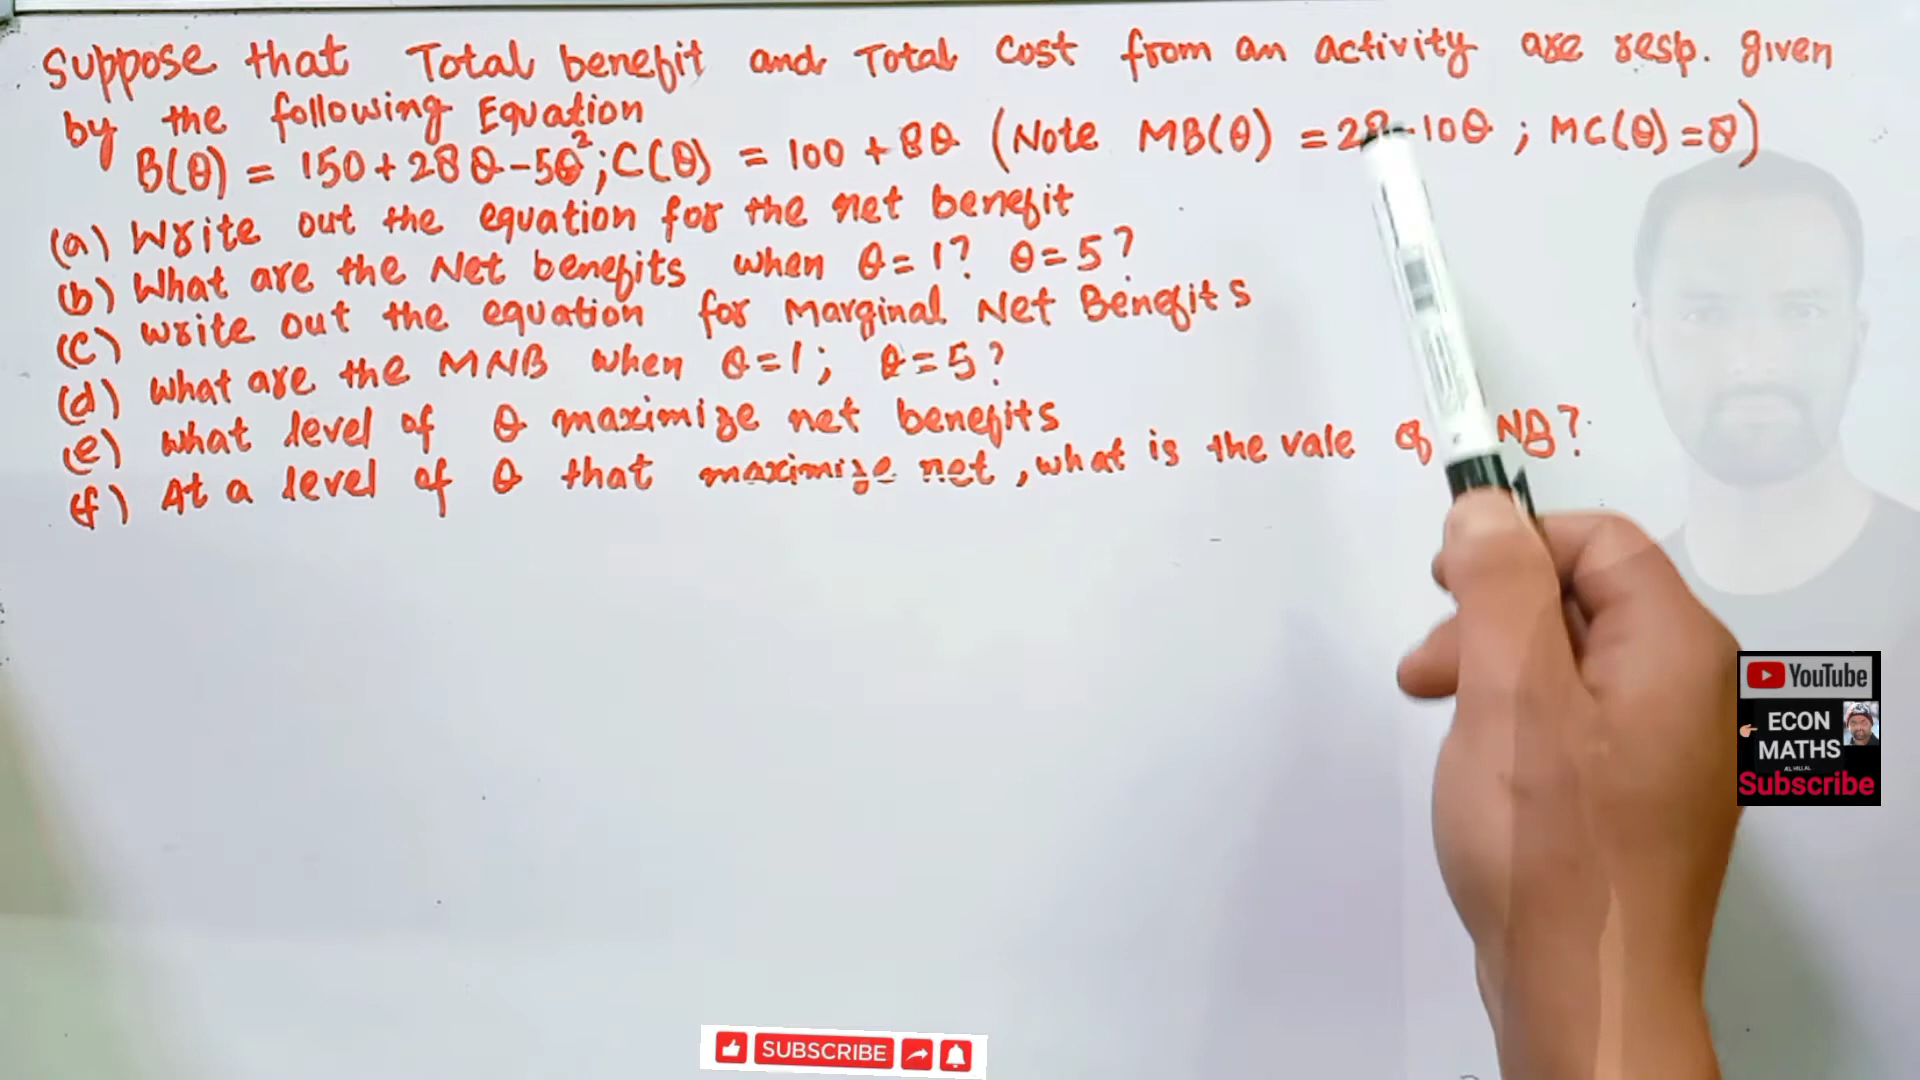 Suppose that Total benefit and Total Cost from an activity are resp. given
by the following Equation
B(θ) = 150 + 28θ - 5θ²; C(θ) = 100 + 8θ (Note MB(θ) = 28 - 10θ ; MC(θ) = 8)
(a) Write out the equation for the net benefit
(b) What are the Net benefits when θ = 1? θ = 5?
(c) write out the equation for Marginal Net Benefits
(d) what are the MNB when θ = 1; θ = 5?
(e) what level of θ maximize net benefits
(f) At a level of θ that maximize net, what is the vale of NB?
YouTube
ECON
MATHS
Subscribe
SUBSCRIBE